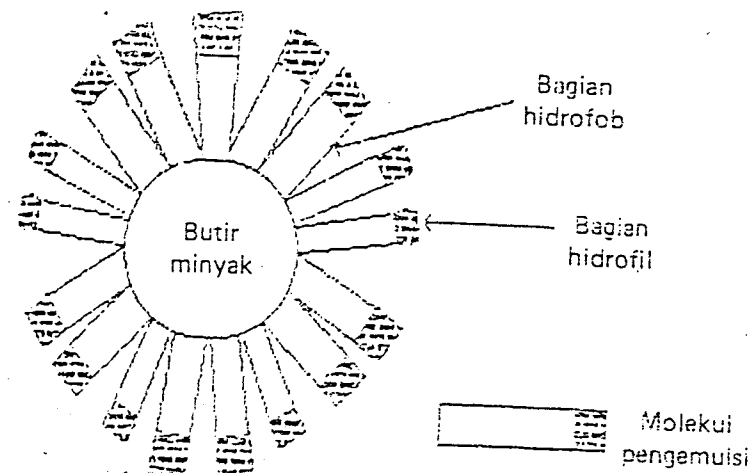 Bagian
hidrofob
Butir
minyak
Bagian
hidrofil
Molekul
pengemulsi